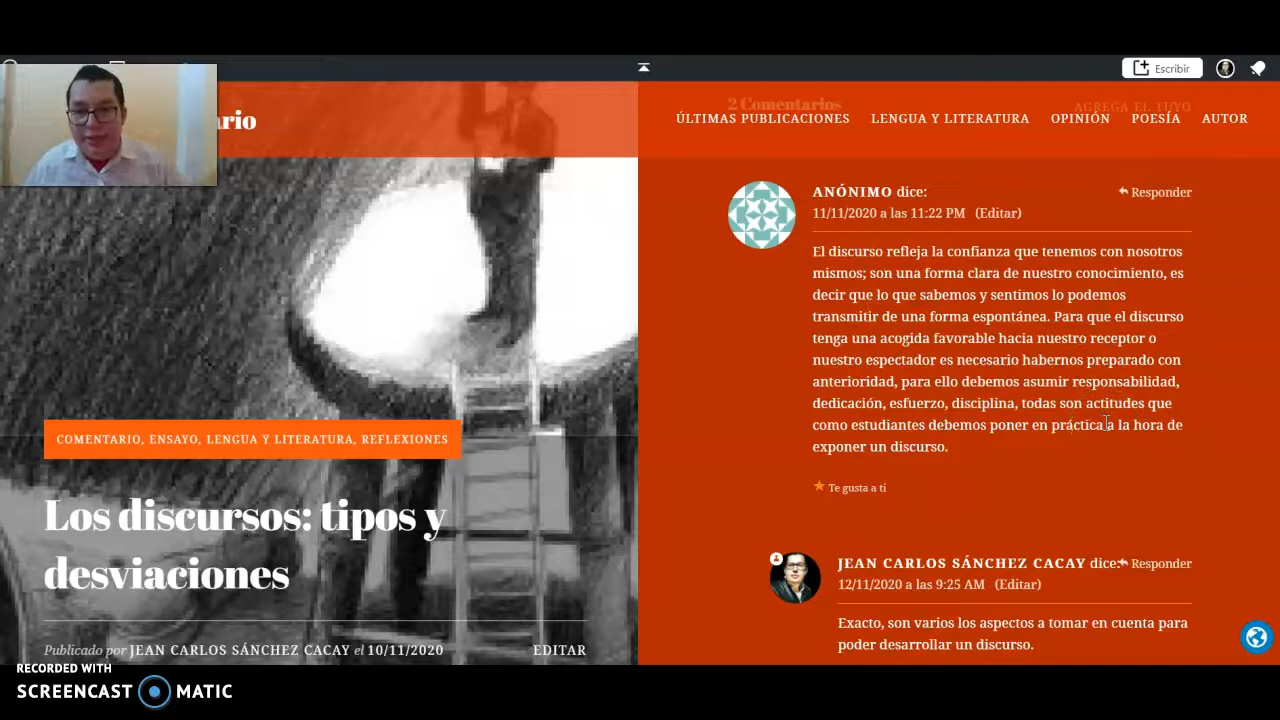 Escribir
ario
2 Comentarios
AGREGA EL TUYO
ÚLTIMAS PUBLICACIONES LENGUA Y LITERATURA OPINIÓN POESÍA AUTOR
ANÓNIMO dice:
Responder
11/11/2020 a las 11:22 PM (Editar)
El discurso refleja la confianza que tenemos con nosotros
mismos; son una forma clara de nuestro conocimiento, es
decir que lo que sabemos y sentimos lo podemos
transmitir de una forma espontánea. Para que el discurso
tenga una acogida favorable hacia nuestro receptor o
nuestro espectador es necesario habernos preparado con
anterioridad, para ello debemos asumir responsabilidad,
dedicación, esfuerzo, disciplina, todas son actitudes que
como estudiantes debemos poner en práctica a la hora de
exponer un discurso.
Te gusta a ti
JEAN CARLOS SÁNCHEZ CACAY dice:
Responder
12/11/2020 a las 9:25 AM (Editar)
Exacto, son varios los aspectos a tomar en cuenta para
poder desarrollar un discurso.
COMENTARIO, ENSAYO, LENGUA Y LITERATURA, REFLEXIONES
Los discursos: tipos y
desviaciones
Publicado por JEAN CARLOS SÁNCHEZ CACAY el 10/11/2020
EDITAR
RECORDED WITH
SCREENCAST MATIC